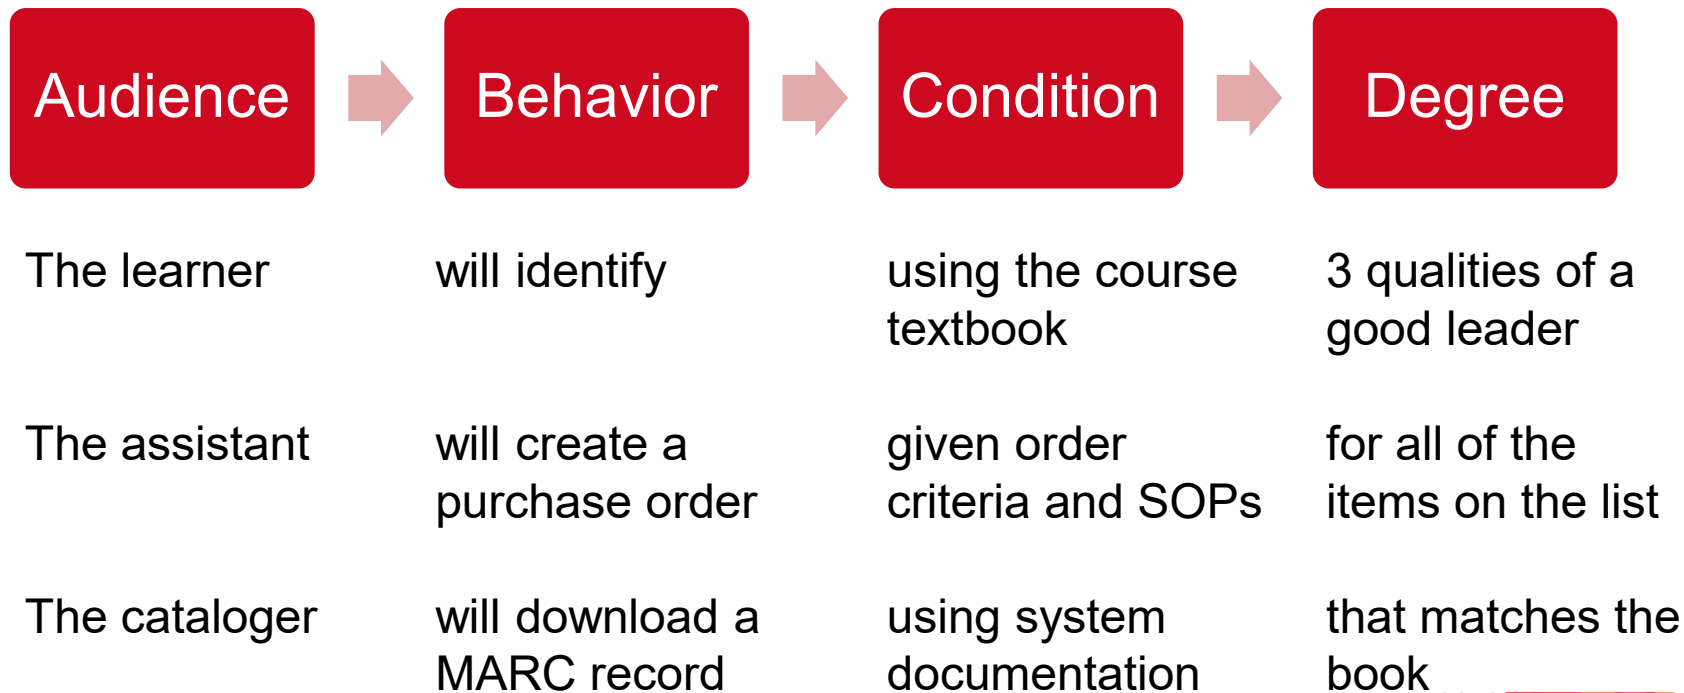 Audience
Behavior
Condition
Degree
The learner
will identify
using the course
textbook
3 qualities of a
good leader
The assistant
will create a
purchase order
given order
criteria and SOPs
for all of the
items on the list
The cataloger
will download a
MARC record
using system
documentation
that matches the
book